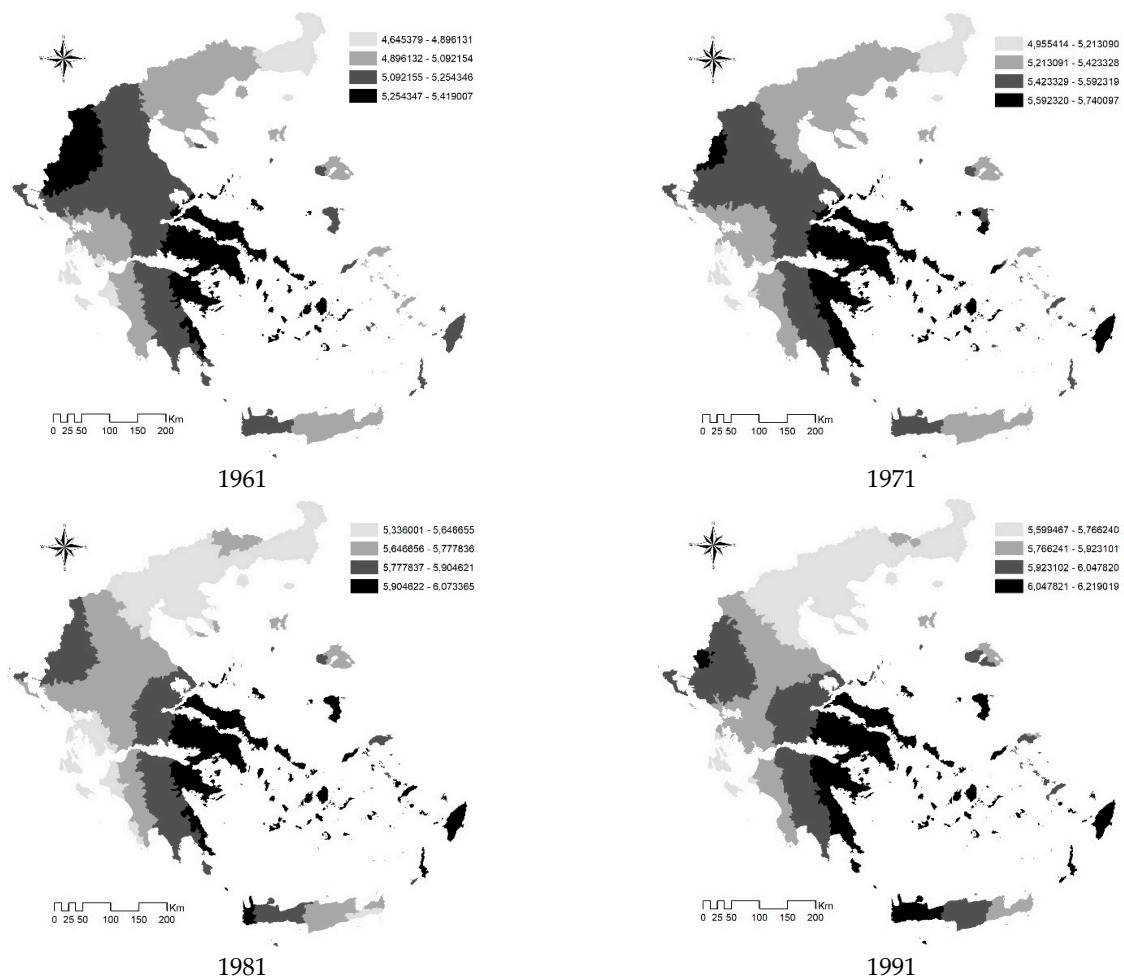 N
W E
S
4,645379 - 4,896131
4,896132 - 5,092154
5,092155 - 5,254346
5,254347 - 5,419007
Km
0 25 50 100 150 200
1961
N
W E
S
4,955414 - 5,213090
5,213091 - 5,423328
5,423329 - 5,592319
5,592320 - 5,740097
Km
0 25 50 100 150 200
1971
N
W E
S
5,336001 - 5,646655
5,646656 - 5,777836
5,777837 - 5,904621
5,904622 - 6,073365
Km
0 25 50 100 150 200
1981
N
W E
S
5,599467 - 5,766240
5,766241 - 5,923101
5,923102 - 6,047820
6,047821 - 6,219019
Km
0 25 50 100 150 200
1991